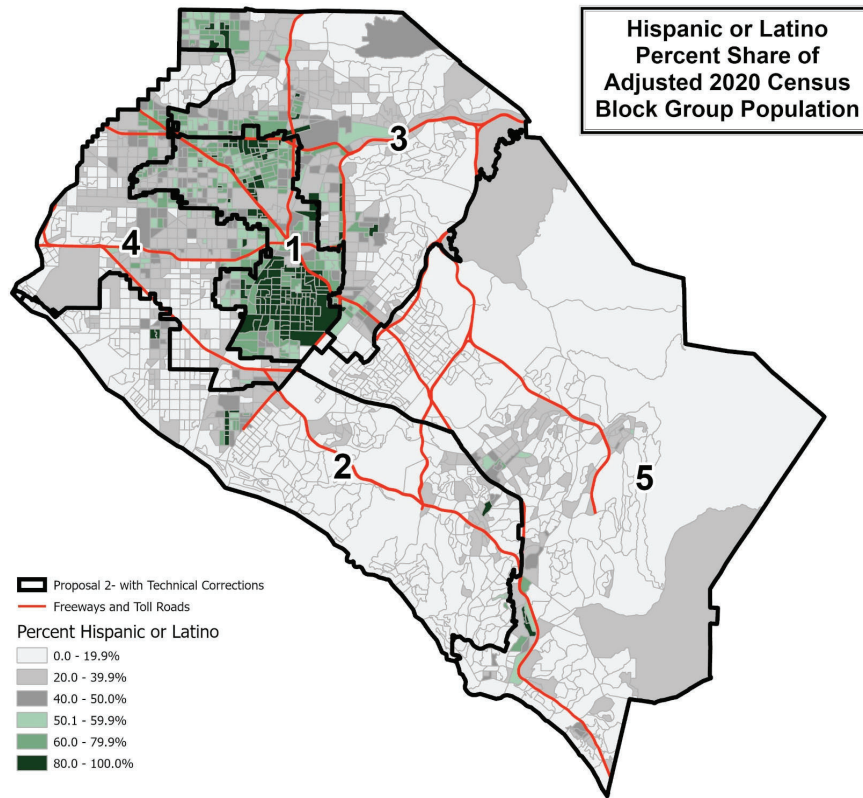 Hispanic or Latino
Percent Share of
Adjusted 2020 Census
Block Group Population
3
4
1
2
5
Proposal 2- with Technical Corrections
Freeways and Toll Roads
Percent Hispanic or Latino
0.0 - 19.9%
20.0 - 39.9%
40.0 - 50.0%
50.1 - 59.9%
60.0 - 79.9%
80.0 - 100.0%